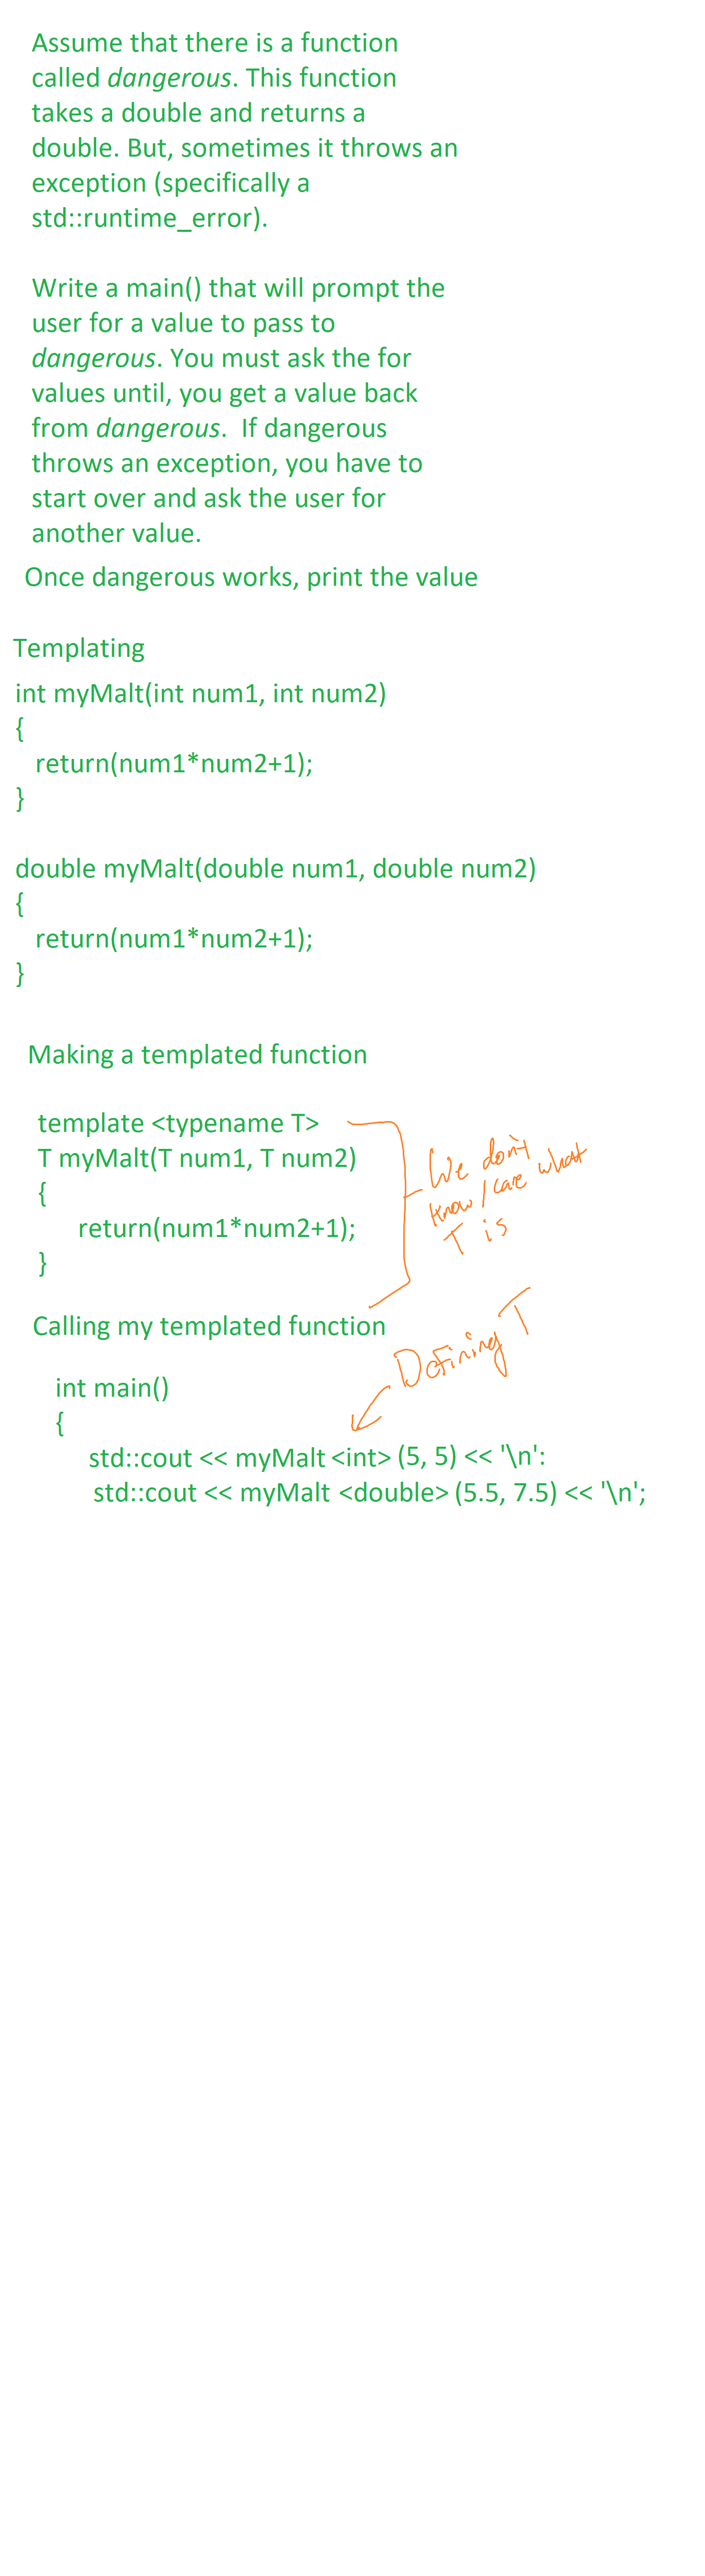 Assume that there is a function
called dangerous. This function
takes a double and returns a
double. But, sometimes it throws an
exception (specifically a
std::runtime_error).
Write a main() that will prompt the
user for a value to pass to
dangerous. You must ask the for
values until, you get a value back
from dangerous.  If dangerous
throws an exception, you have to
start over and ask the user for
another value.
Once dangerous works, print the value
Templating
int myMalt(int num1, int num2)
{
return(num1*num2+1);
}
double myMalt(double num1, double num2)
{
return(num1*num2+1);
}
Making a templated function
template <typename T>
T myMalt(T num1, T num2)
{
return(num1*num2+1);
}
We don't
know/care what
T is
Calling my templated function
Defining T
int main()
{
std::cout << myMalt <int> (5, 5) << '\n':
std::cout << myMalt <double> (5.5, 7.5) << '\n';